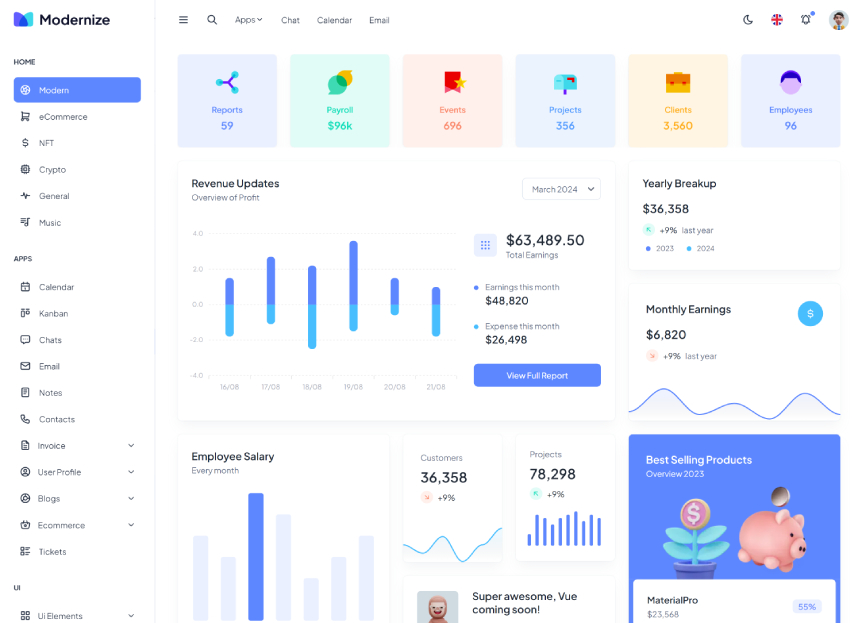 Modernize
Apps
Chat
Calendar
Email
HOME
Modern
eCommerce
NFT
Crypto
General
Music
APPS
Calendar
Kanban
Chats
Email
Notes
Contacts
Invoice
User Profile
Blogs
Ecommerce
Tickets
UI
Ui Elements
Reports
59
Payroll
$96k
Events
696
Projects
356
Clients
3,560
Employees
96
Revenue Updates
Overview of Profit
March 2024
4.0
2.0
0.0
-2.0
-4.0
16/08
17/08
18/08
19/08
20/08
21/08
$63,489.50
Total Earnings
Earnings this month
$48,820
Expense this month
$26,498
View Full Report
Yearly Breakup
$36,358
+9% last year
2023
2024
Monthly Earnings
$
$6,820
+9% last year
Employee Salary
Every month
Customers
36,358
+9%
Projects
78,298
+9%
Super awesome, Vue
coming soon!
Best Selling Products
Overview 2023
$
MaterialPro
$23,568
55%